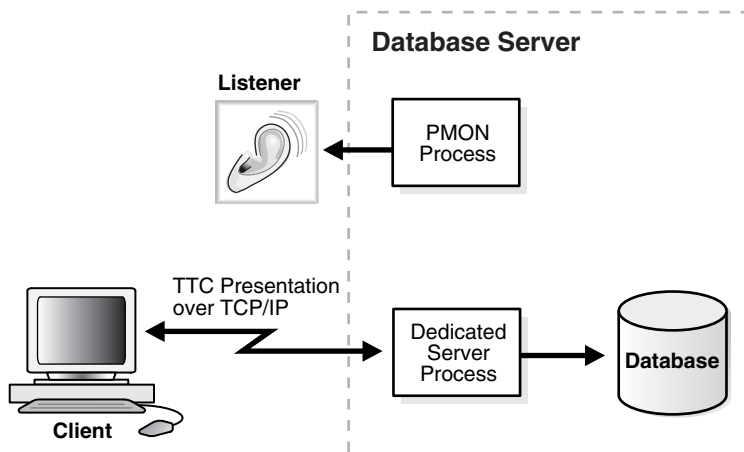 Database Server
Listener
PMON
Process
TTC Presentation
over TCP/IP
Dedicated
Server
Process
Database
Client